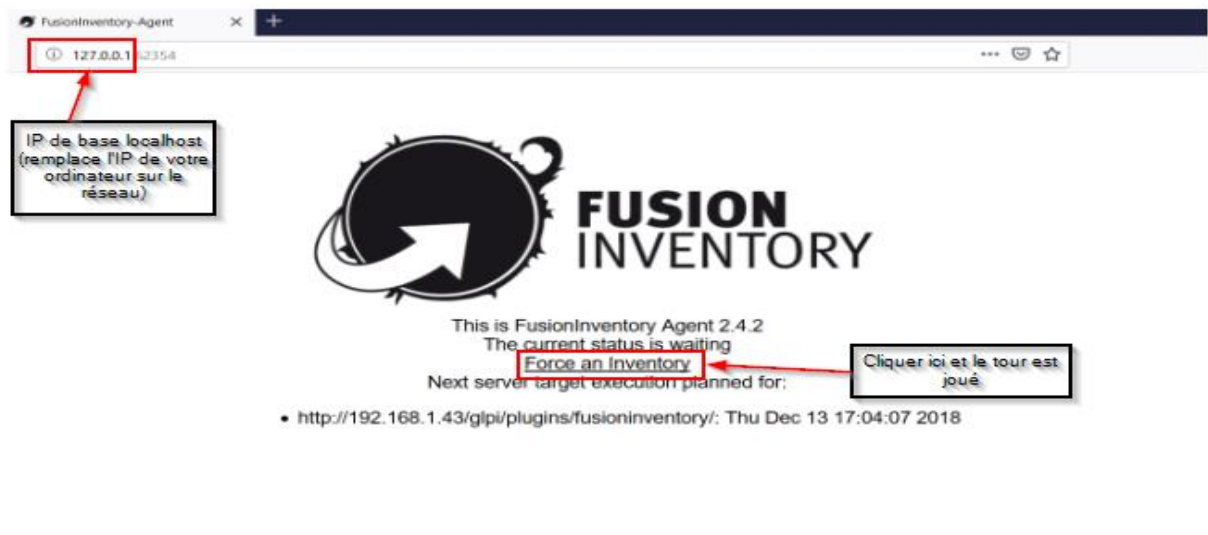 FusionInventory-Agent
127.0.0.1:62354
IP de base localhost
(remplace l'IP de votre
ordinateur sur le
réseau)
FUSION
INVENTORY
This is FusionInventory Agent 2.4.2
The current status is waiting
Force an Inventory
Next server target execution planned for:
Cliquer ici et le tour est
joué
• http://192.168.1.43/glpi/plugins/fusioninventory/: Thu Dec 13 17:04:07 2018